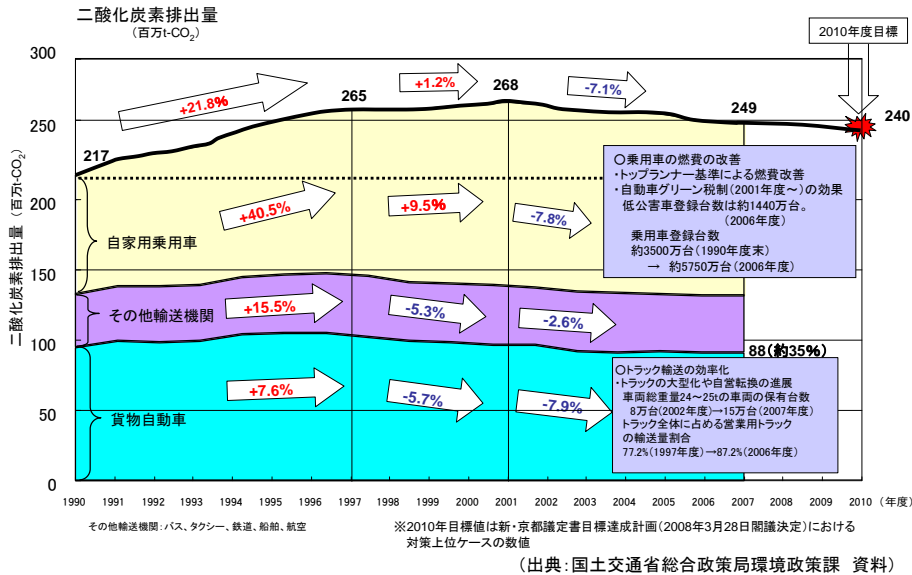 二酸化炭素排出量
(百万t-CO2)
2010年度目標
二酸化炭素排出量 (百万t-CO2)
300
250
200
150
100
50
0
+21.8%
+1.2%
-7.1%
217
265
268
249
240
+40.5%
+9.5%
-7.8%
自家用乗用車
○乗用車の燃費の改善
・トップランナー基準による燃費改善
・自動車グリーン税制(2001年度~)の効果
低公害車登録台数は約1440万台。
(2006年度)
乗用車登録台数
約3500万台(1990年度末)
→ 約5750万台(2006年度)
+15.5%
-5.3%
-2.6%
その他輸送機関
88(約35%)
+7.6%
-5.7%
-7.9%
貨物自動車
○トラック輸送の効率化
・トラックの大型化や自営転換の進展
車両総重量24~25tの車両の保有台数
8万台(2002年度)→15万台(2007年度)
トラック全体に占める営業用トラック
の輸送量割合
77.2%(1997年度)→87.2%(2006年度)
1990 1991 1992 1993 1994 1995 1996 1997 1998 1999 2000 2001 2002 2003 2004 2005 2006 2007 2008 2009 2010 (年度)
その他輸送機関:バス、タクシー、鉄道、船舶、航空
※2010年目標値は新・京都議定書目標達成計画(2008年3月28日閣議決定)における
対策上位ケースの数値
(出典:国土交通省総合政策局環境政策課 資料)